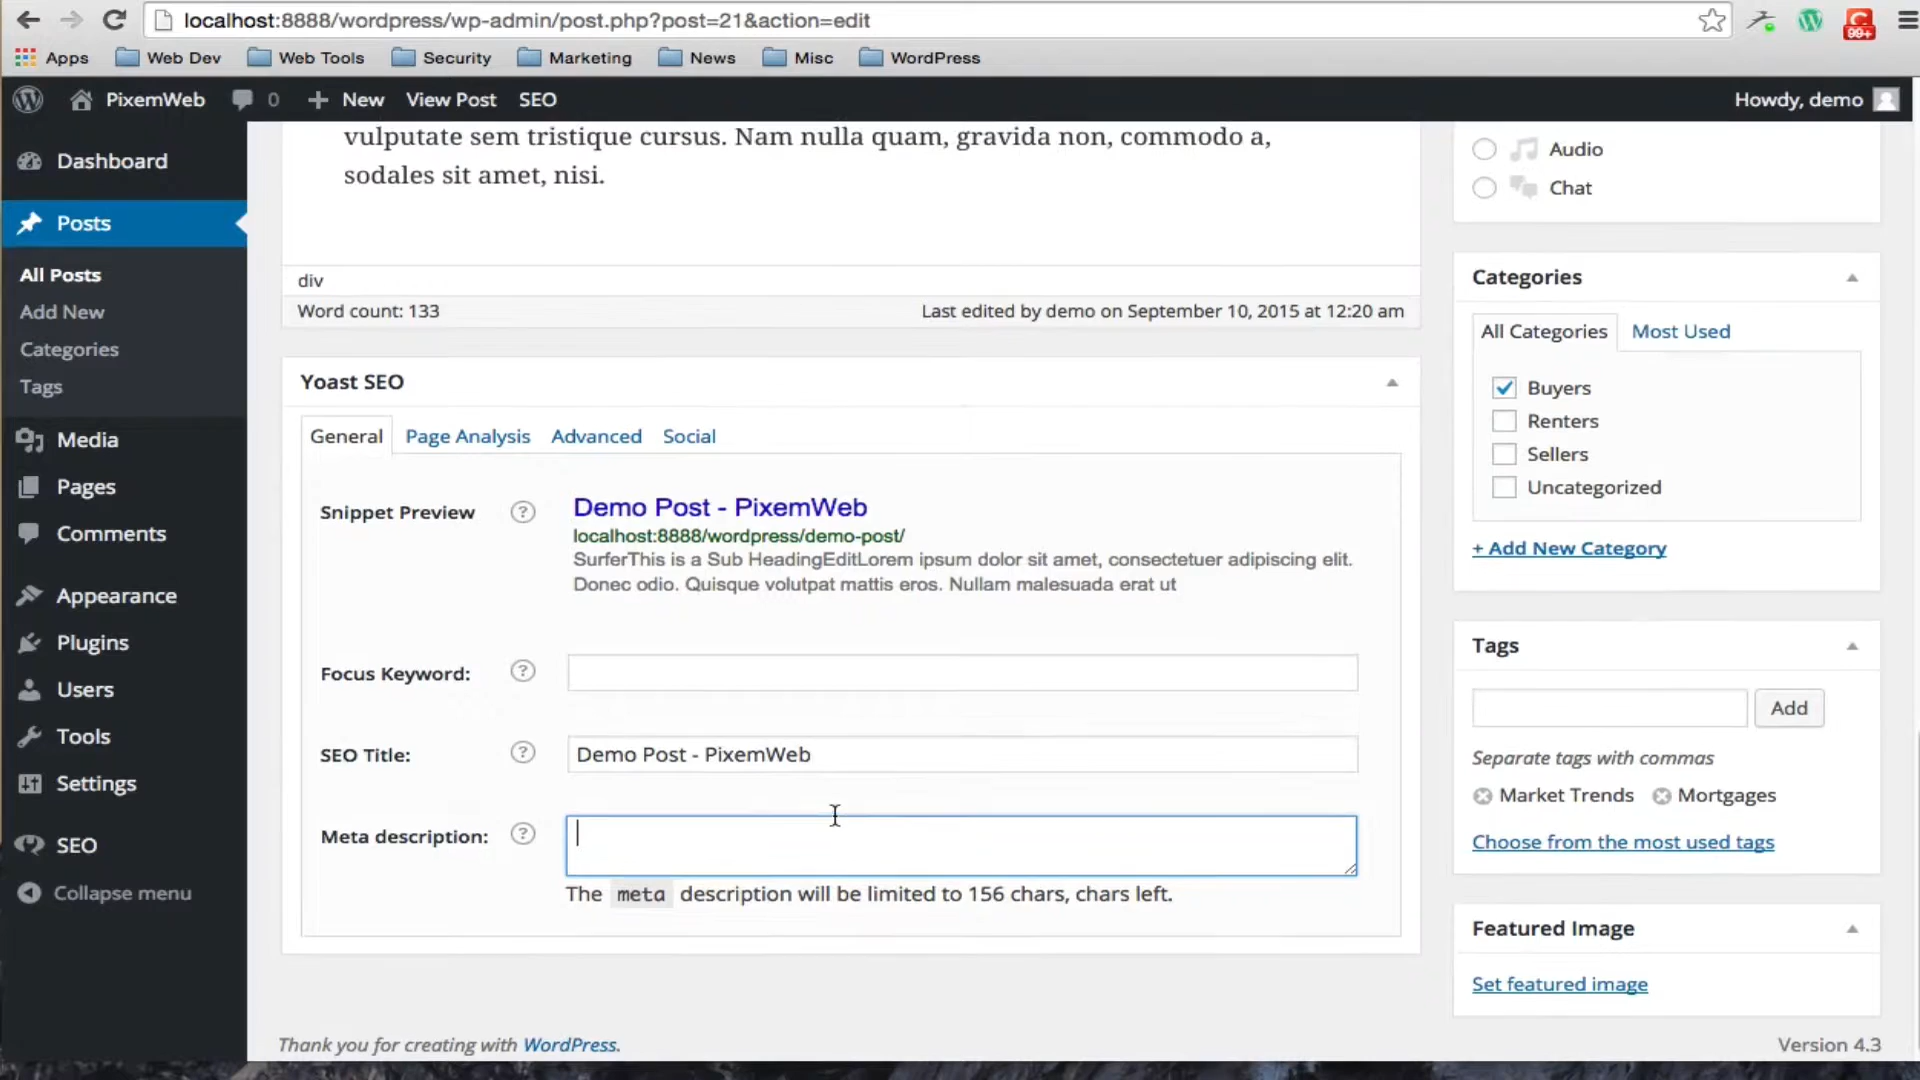 localhost:8888/wordpress/wp-admin/post.php?post=21&action=edit
99+
Apps Web Dev Web Tools Security Marketing News Misc WordPress
PixemWeb 0 New View Post SEO Howdy, demo
Dashboard
Posts
All Posts
Add New
Categories
Tags
Media
Pages
Comments
Appearance
Plugins
Users
Tools
Settings
SEO
Collapse menu
vulputate sem tristique cursus. Nam nulla quam, gravida non, commodo a,
sodales sit amet, nisi.
div
Word count: 133 Last edited by demo on September 10, 2015 at 12:20 am
Yoast SEO
General Page Analysis Advanced Social
Snippet Preview ?
Demo Post - PixemWeb
localhost:8888/wordpress/demo-post/
SurferThis is a Sub HeadingEditLorem ipsum dolor sit amet, consectetuer adipiscing elit.
Donec odio. Quisque volutpat mattis eros. Nullam malesuada erat ut
Focus Keyword: ?
SEO Title: ? Demo Post - PixemWeb
Meta description: ?
The meta description will be limited to 156 chars, chars left.
Audio
Chat
Categories
All Categories Most Used
Buyers
Renters
Sellers
Uncategorized
+ Add New Category
Tags
Add
Separate tags with commas
Market Trends Mortgages
Choose from the most used tags
Featured Image
Set featured image
Thank you for creating with WordPress. Version 4.3